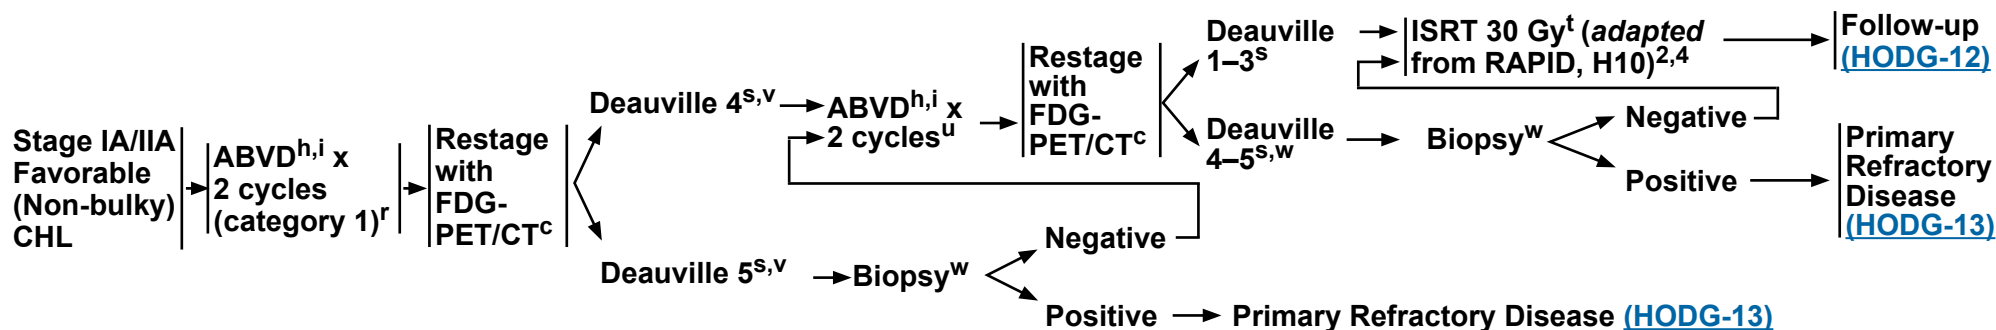 Stage IA/IIA
Favorable
(Non-bulky)
CHL
ABVDh,i x
2 cycles
(category 1)r
Restage
with
FDG-
PET/CTc
Deauville 4s,v
ABVDh,i x
2 cyclesu
Restage
with
FDG-
PET/CTc
Deauville
1–3s
ISRT 30 Gyt (adapted
from RAPID, H10)2,4
Follow-up
(HODG-12)
Deauville
4–5s,w
Biopsyw
Negative
Positive
Primary
Refractory
Disease
(HODG-13)
Deauville 5s,v
Biopsyw
Negative
Positive
Primary Refractory Disease (HODG-13)